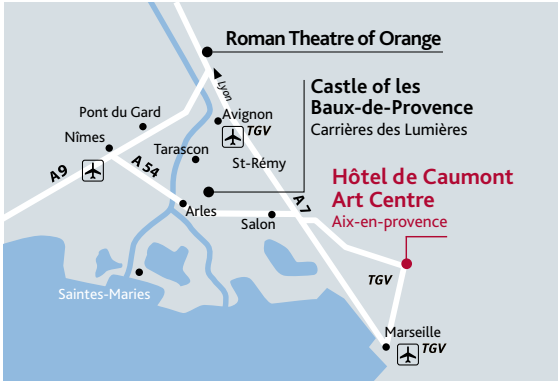 Roman Theatre of Orange
Lyon
Castle of les
Baux-de-Provence
Carrières des Lumières
Pont du Gard
Avignon
TGV
Nîmes
Tarascon
St-Rémy
A9
A 54
Hôtel de Caumont
Art Centre
Aix-en-provence
A 7
Arles
Salon
TGV
Saintes-Maries
Marseille
TGV